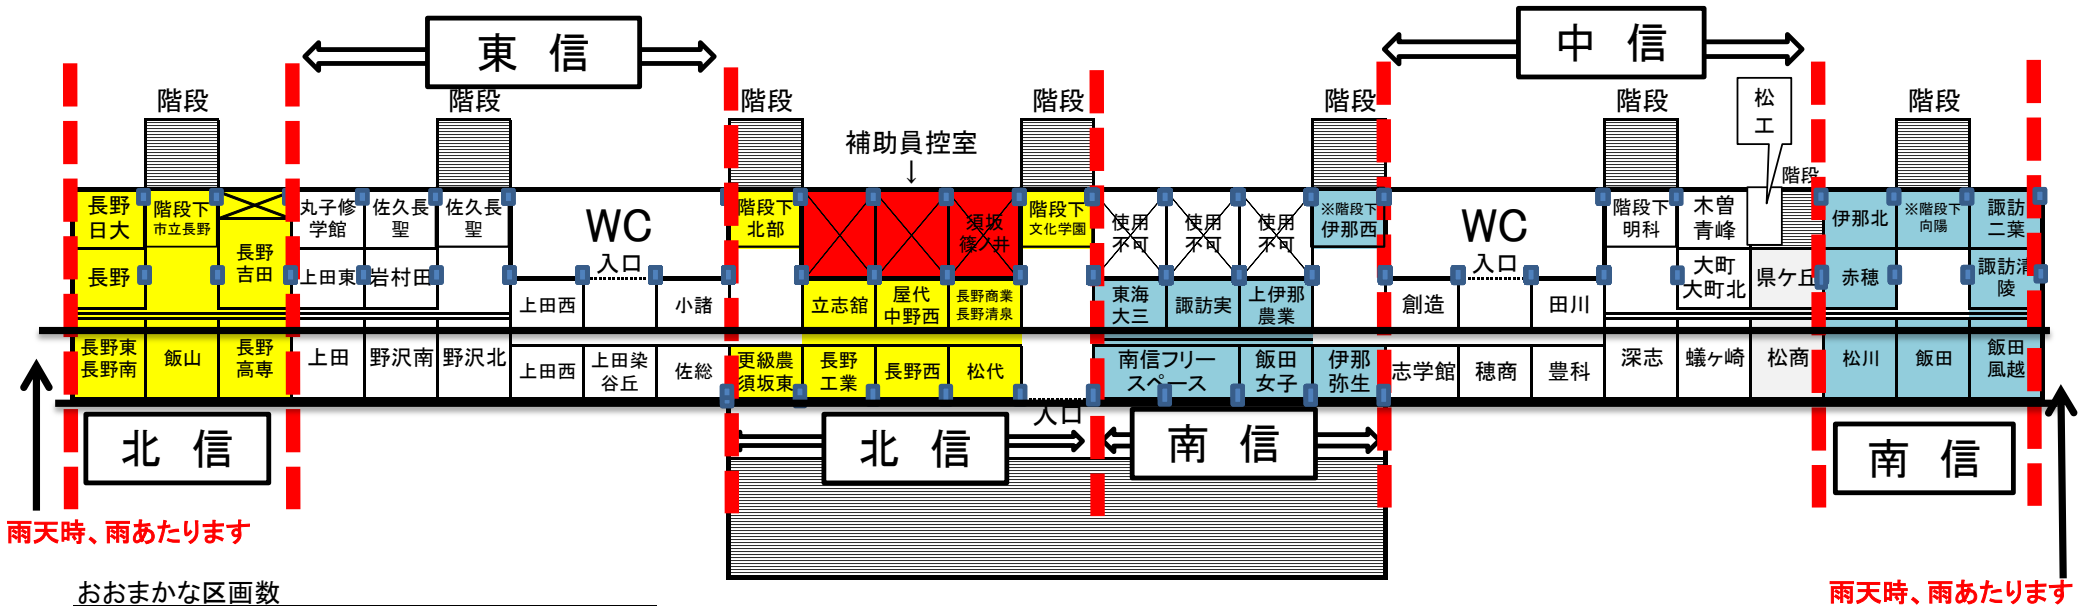 東 信
中 信
階段
階段
階段
階段
階段
階段
階段
松
工
補助員控室
↓
階段
長野
日大
階段下
市立長野
長野
吉田
長野
丸子修
学館
佐久長
聖
佐久長
聖
上田東
岩村田
WC
入口
上田西
小諸
階段下
北部
須坂
篠ノ井
階段下
文化学園
立志舘
屋代
中野西
長野商業
長野清泉
使用
不可
使用
不可
使用
不可
※階段下
伊那西
東海
大三
諏訪実
上伊那
農業
WC
入口
創造
田川
階段下
明科
木曽
青峰
大町
大町北
県ケ丘
伊那北
※階段下
向陽
諏訪
二葉
赤穂
諏訪清
陵
長野東
長野南
飯山
長野
高専
上田
野沢南
野沢北
上田西
上田染
谷丘
佐総
更級農
須坂東
長野
工業
長野西
松代
入口
南信フリー
スペース
飯田
女子
伊那
弥生
志学館
穂商
豊科
深志
蟻ヶ崎
松商
松川
飯田
飯田
風越
北 信
北 信
南 信
南 信
雨天時、雨あたります
雨天時、雨あたります
おおまかな区画数